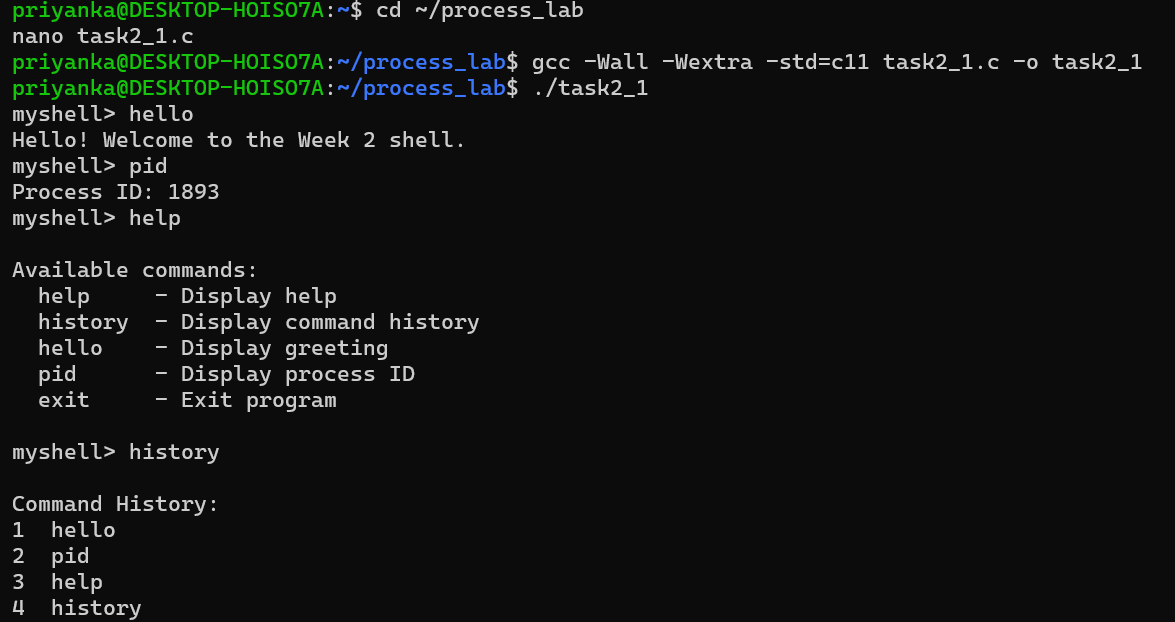 priyanka@DESKTOP-HOISO7A:~$ cd ~/process_lab
nano task2_1.c
priyanka@DESKTOP-HOISO7A:~/process_lab$ gcc -Wall -Wextra -std=c11 task2_1.c -o task2_1
priyanka@DESKTOP-HOISO7A:~/process_lab$ ./task2_1
myshell> hello
Hello! Welcome to the Week 2 shell.
myshell> pid
Process ID: 1893
myshell> help

Available commands:
  help     - Display help
  history  - Display command history
  hello    - Display greeting
  pid      - Display process ID
  exit     - Exit program

myshell> history

Command History:
1  hello
2  pid
3  help
4  history